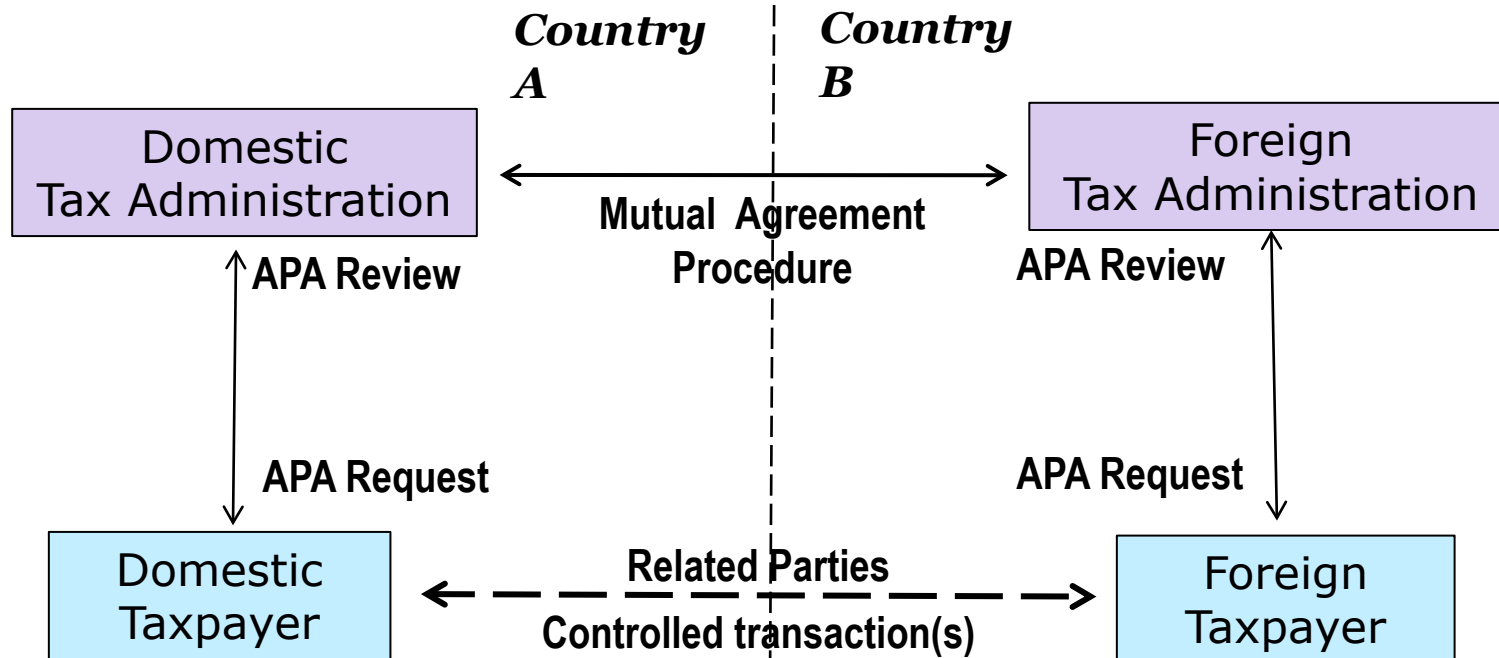 Country
A
Country
B
Domestic
Tax Administration
Foreign
Tax Administration
Mutual Agreement
Procedure
APA Review
APA Review
APA Request
APA Request
Domestic
Taxpayer
Related Parties
Controlled transaction(s)
Foreign
Taxpayer